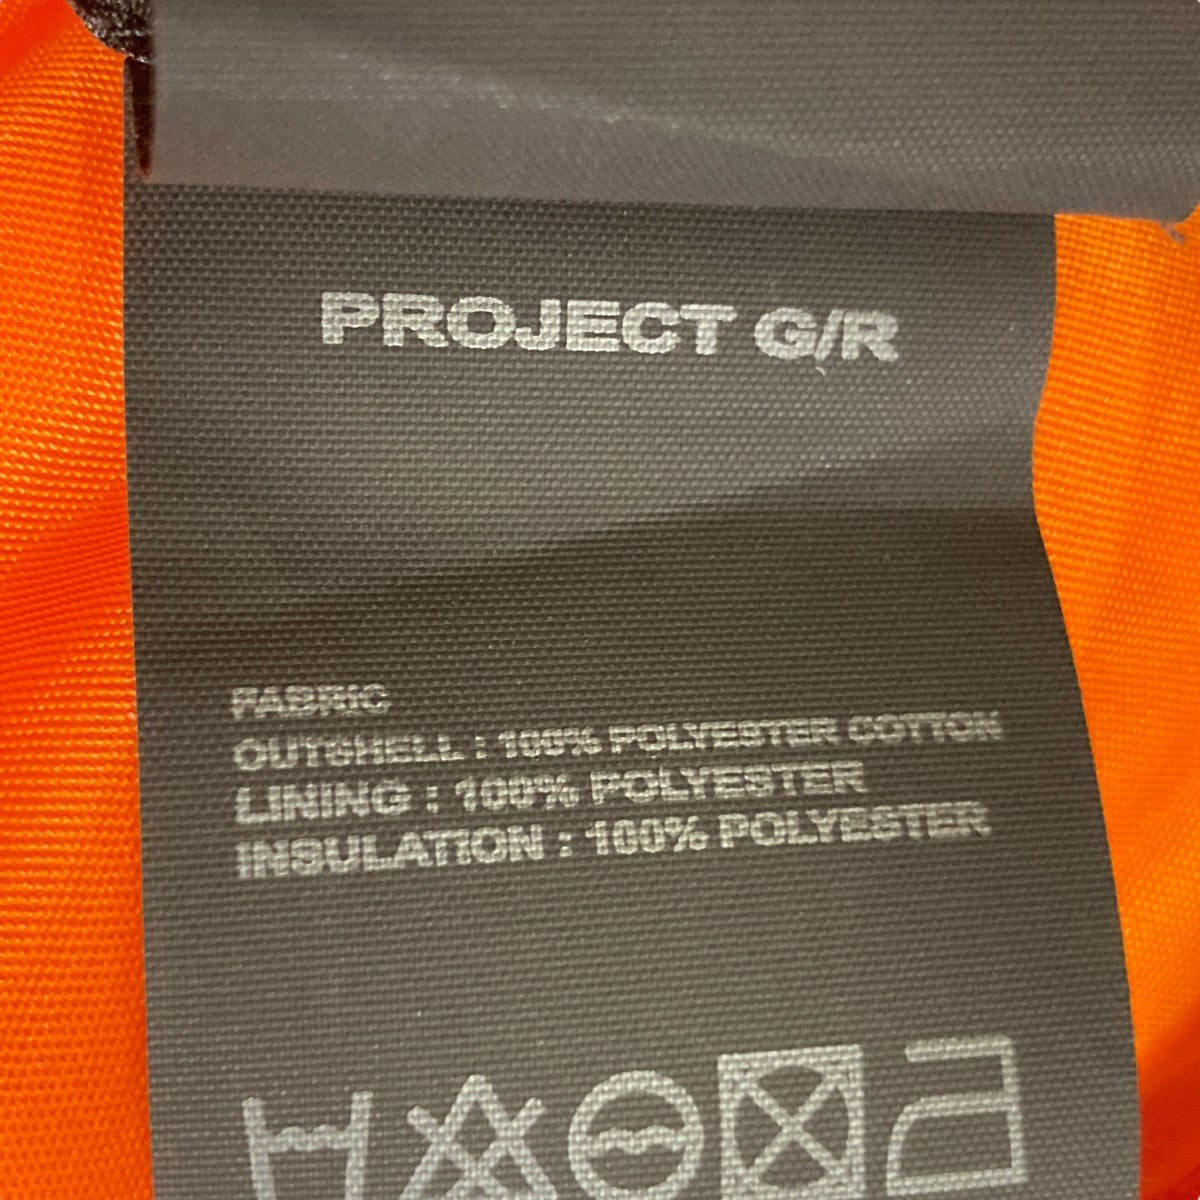 PROJECT G/R
FABRIC
OUTSHELL : 100% POLYESTER COTTON
LINING : 100% POLYESTER
INSULATION : 100% POLYESTER